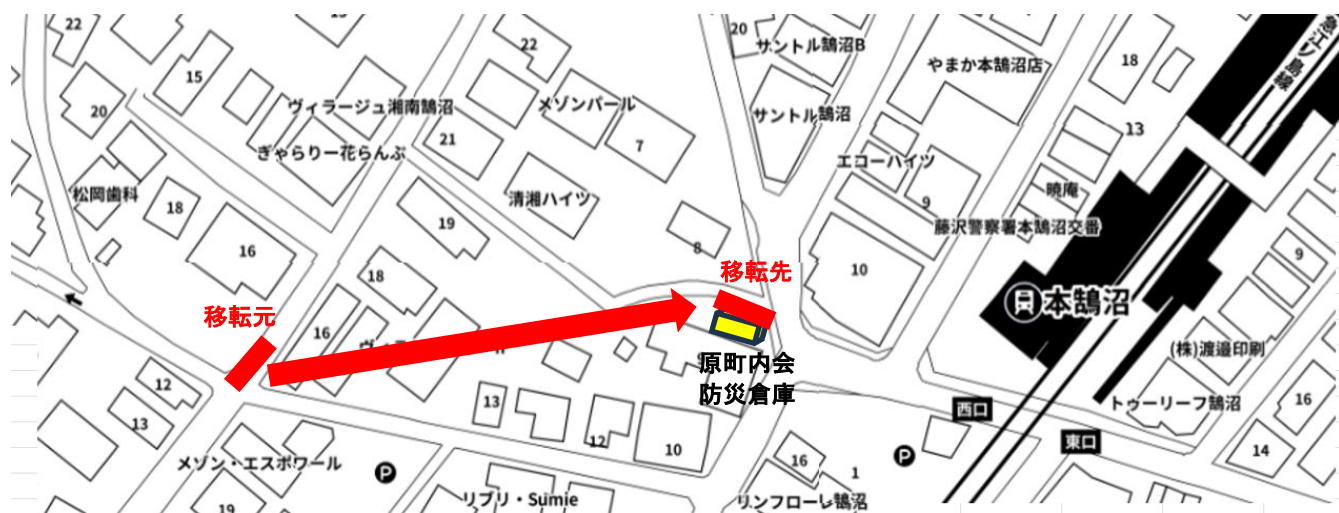 22
20
15
ヴィラージュ湘南鵠沼
ぎゃらりー花らんぷ
松岡歯科
18
16
22
21
メゾンパール
7
清湘ハイツ
19
18
16
8
20
サントル鵠沼B
サントル鵠沼
やまか本鵠沼店
18
13
エコーハイツ
9
暁庵
藤沢警察署本鵠沼交番
10
急江ノ島線
本鵠沼
9
(株)渡邉印刷
トゥーリーフ鵠沼
16
14
西口
東口
移転元
移転先
原町内会
防災倉庫
12
13
メゾン・エスポワール
19
P
13
12
10
リブリ・Sumie
16
1
P
リンフローレ鵠沼